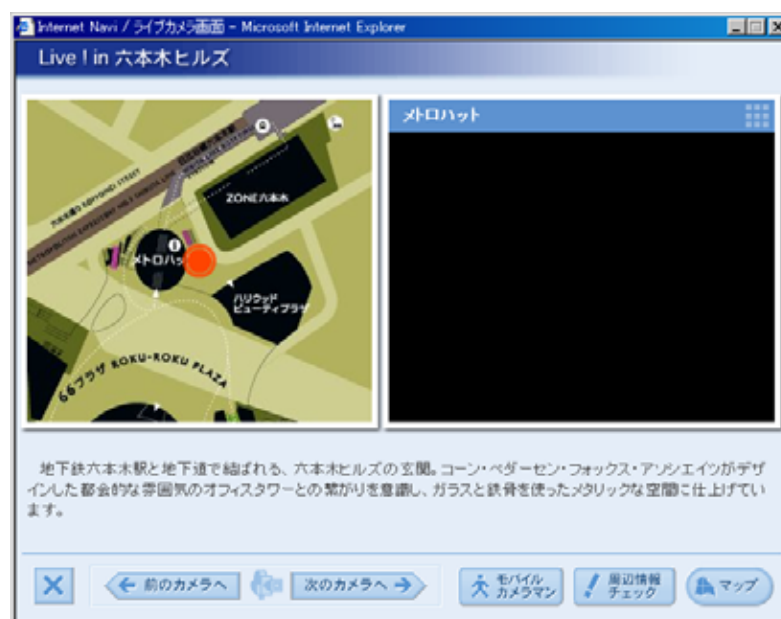 Internet Navi / ライブカメラ画面 - Microsoft Internet Explorer
Live ! in 六本木ヒルズ
メトロハット
ZONE六本木
メトロハッ
ハリウッド
ビューティプラザ
66プラザ ROKU-ROKU PLAZA
地下鉄六本木駅と地下道で結ばれる、六本木ヒルズの玄関。コーン・ペダーセン・フォックス・アソシエイツがデザ
インした都会的な雰囲気のオフィスタワーとの繋がりを意識し、ガラスと鉄骨を使ったメタリックな空間に仕上げてい
ます。
前のカメラへ
次のカメラへ
モバイル
カメラマン
周辺情報
チェック
マップ